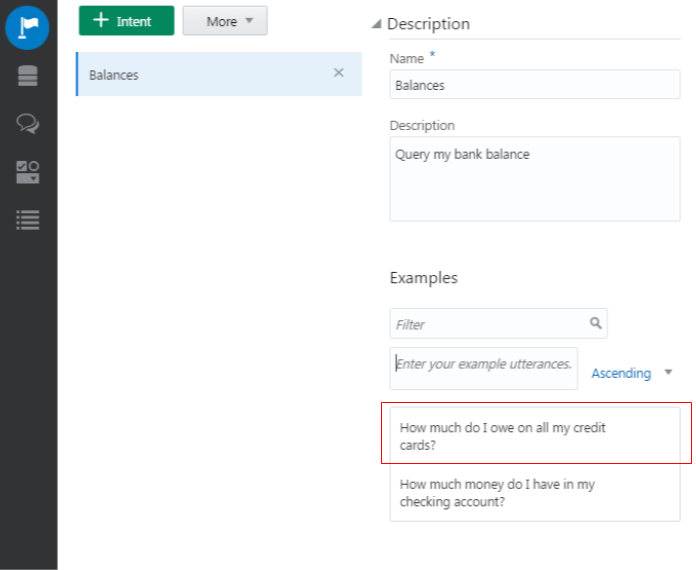 + Intent
More
Balances
Description
Name *
Balances
Description
Query my bank balance
Examples
Filter
Enter your example utterances.
Ascending
How much do I owe on all my credit
cards?
How much money do I have in my
checking account?